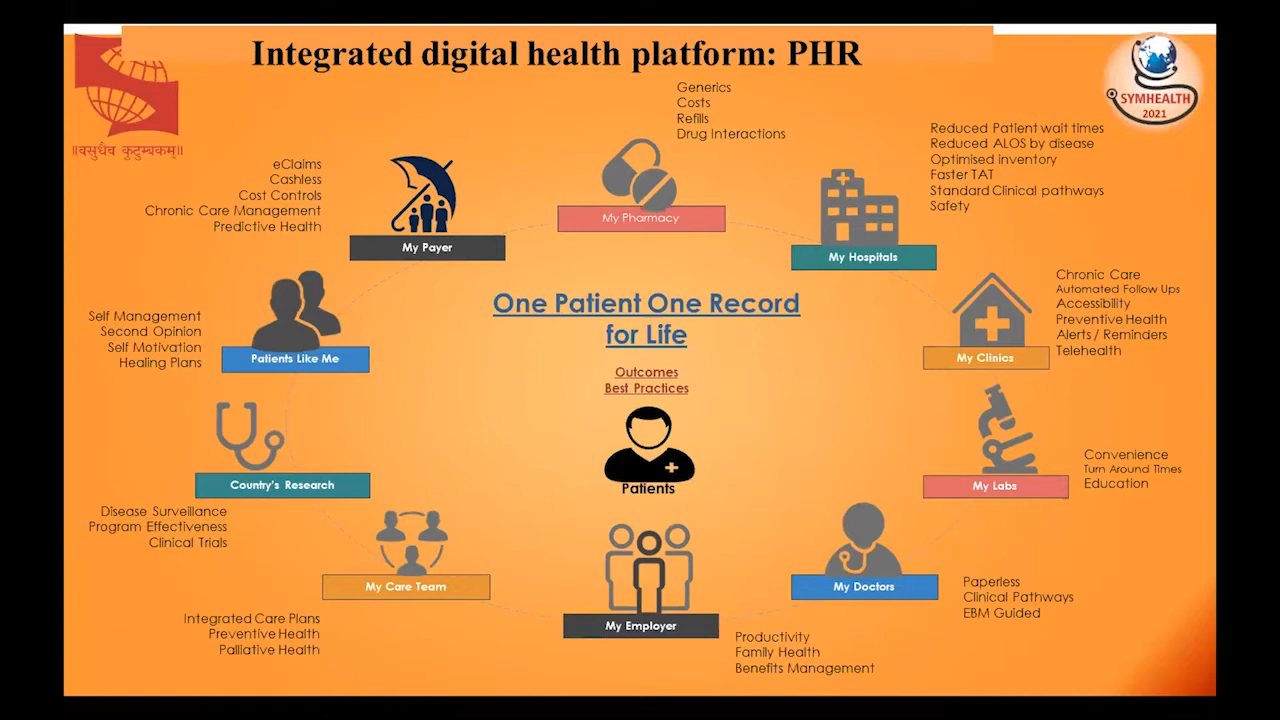 Integrated digital health platform: PHR
॥वसुधैव कुटुम्बकम्॥
SYMHEALTH
2021
Generics
Costs
Refills
Drug Interactions
My Pharmacy
Reduced Patient wait times
Reduced ALOS by disease
Optimised inventory
Faster TAT
Standard Clinical pathways
Safety
My Hospitals
eClaims
Cashless
Cost Controls
Chronic Care Management
Predictive Health
My Payer
Chronic Care
Automated Follow Ups
Accessibility
Preventive Health
Alerts / Reminders
Telehealth
My Clinics
One Patient One Record
for Life
Outcomes
Best Practices
Patients
Self Management
Second Opinion
Self Motivation
Healing Plans
Patients Like Me
Convenience
Turn Around Times
Education
My Labs
Country's Research
Disease Surveillance
Program Effectiveness
Clinical Trials
My Care Team
Integrated Care Plans
Preventive Health
Palliative Health
My Employer
Productivity
Family Health
Benefits Management
My Doctors
Paperless
Clinical Pathways
EBM Guided